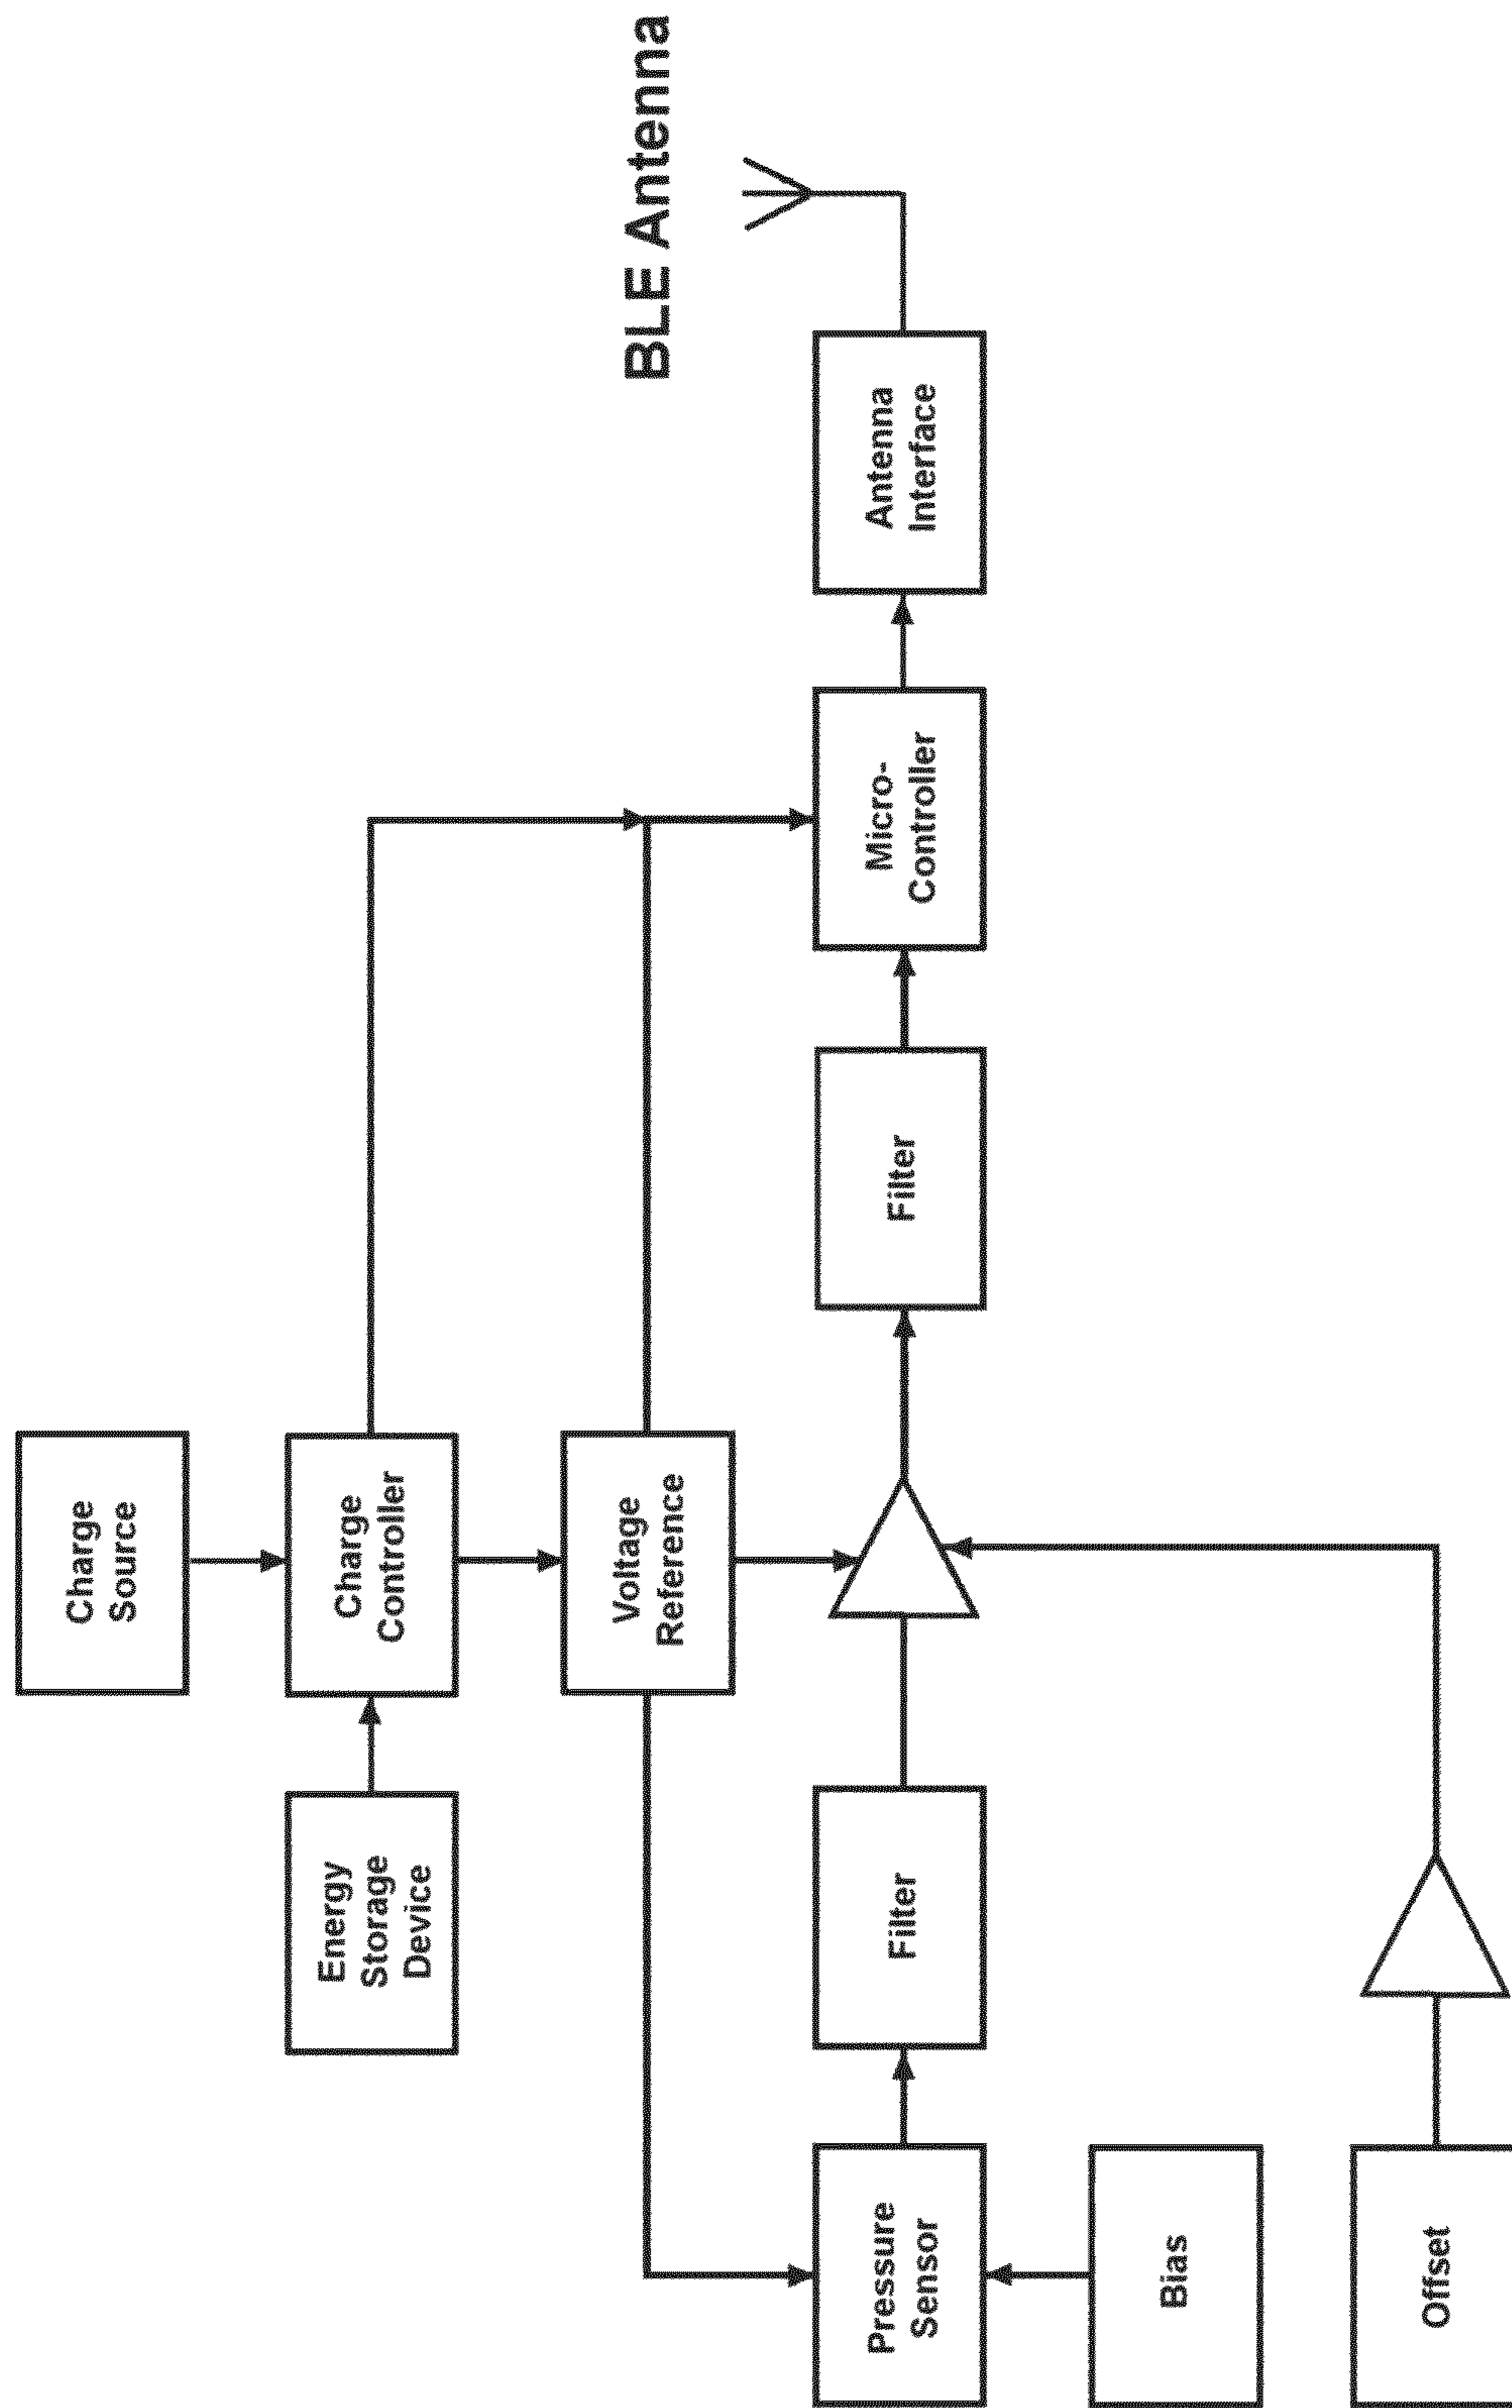 Charge
Source
Energy
Storage
Device
Charge
Controller
Voltage
Reference
BLE Antenna
Pressure
Sensor
Filter
Filter
Micro-
Controller
Antenna
Interface
Bias
Offset